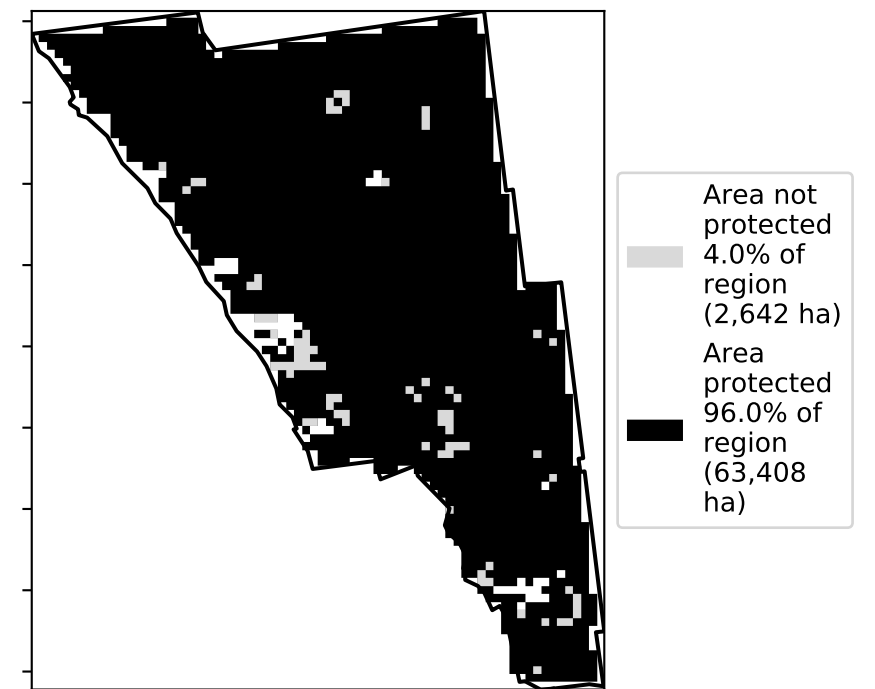 Area not
protected
4.0% of
region
(2,642 ha)
Area
protected
96.0% of
region
(63,408
ha)